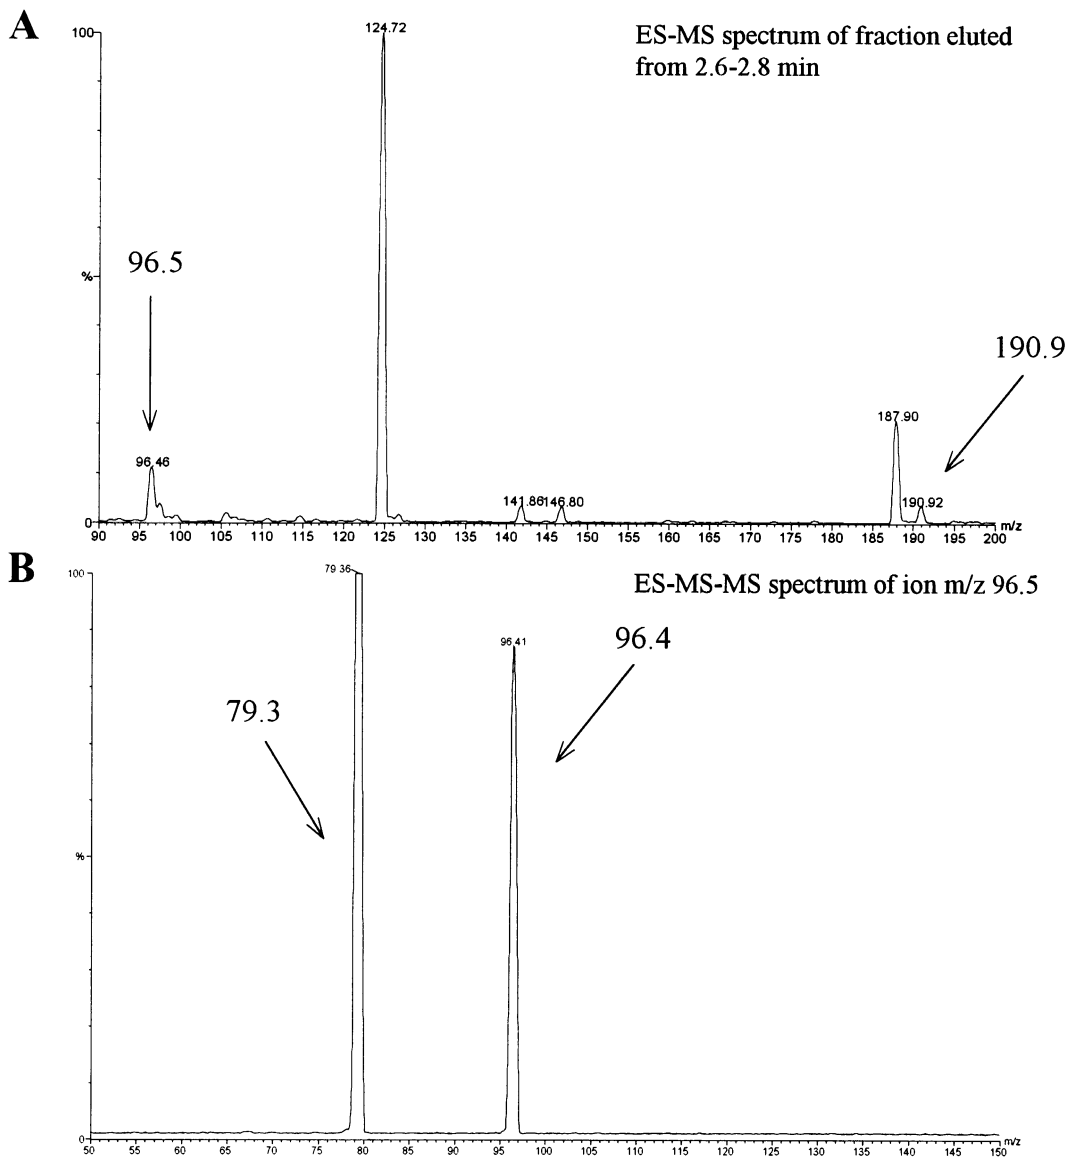 A
ES-MS spectrum of fraction eluted
from 2.6-2.8 min
100
124.72
%
96.5
190.9
96.46
141.86 146.80
187.90
190.92
0
90 95 100 105 110 115 120 125 130 135 140 145 150 155 160 165 170 175 180 185 190 195 200 m/z
B
ES-MS-MS spectrum of ion m/z 96.5
100
79.36
96.41
96.4
79.3
%
0
50 55 60 65 70 75 80 85 90 95 100 105 110 115 120 125 130 135 140 145 150 m/z